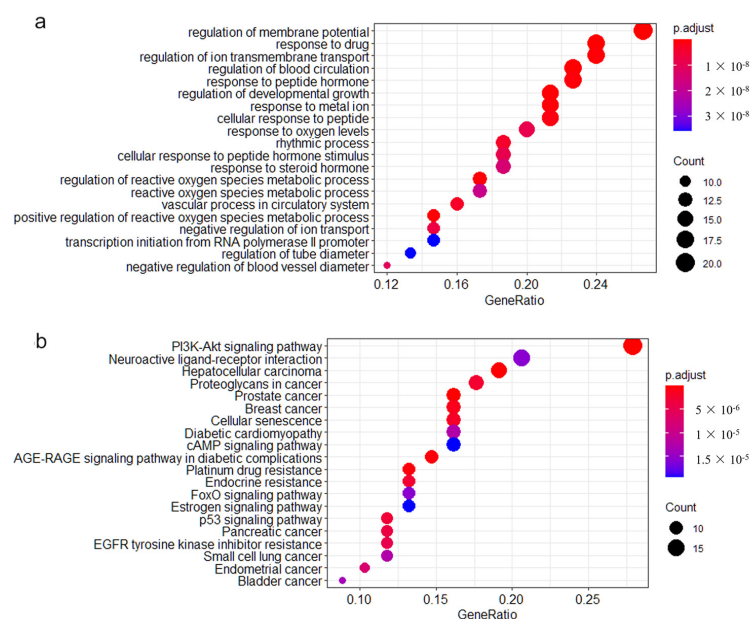 a
regulation of membrane potential
response to drug
regulation of ion transmembrane transport
regulation of blood circulation
response to peptide hormone
regulation of developmental growth
response to metal ion
cellular response to peptide
response to oxygen levels
rhythmic process
cellular response to peptide hormone stimulus
response to steroid hormone
regulation of reactive oxygen species metabolic process
reactive oxygen species metabolic process
vascular process in circulatory system
positive regulation of reactive oxygen species metabolic process
negative regulation of ion transport
transcription initiation from RNA polymerase II promoter
regulation of tube diameter
negative regulation of blood vessel diameter
0.12 0.16 0.20 0.24
GeneRatio
p.adjust
1 × 10⁻⁸
2 × 10⁻⁸
3 × 10⁻⁸
Count
10.0
12.5
15.0
17.5
20.0
b
PI3K-Akt signaling pathway
Neuroactive ligand-receptor interaction
Hepatocellular carcinoma
Proteoglycans in cancer
Prostate cancer
Breast cancer
Cellular senescence
Diabetic cardiomyopathy
cAMP signaling pathway
AGE-RAGE signaling pathway in diabetic complications
Platinum drug resistance
Endocrine resistance
FoxO signaling pathway
Estrogen signaling pathway
p53 signaling pathway
Pancreatic cancer
EGFR tyrosine kinase inhibitor resistance
Small cell lung cancer
Endometrial cancer
Bladder cancer
0.10 0.15 0.20 0.25
GeneRatio
p.adjust
5 × 10⁻⁶
1 × 10⁻⁵
1.5 × 10⁻⁵
Count
10
15